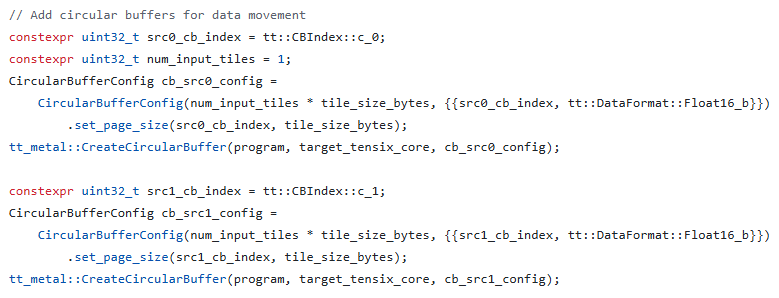 // Add circular buffers for data movement
constexpr uint32_t src0_cb_index = tt::CBIndex::c_0;
constexpr uint32_t num_input_tiles = 1;
CircularBufferConfig cb_src0_config =
    CircularBufferConfig(num_input_tiles * tile_size_bytes, {{src0_cb_index, tt::DataFormat::Float16_b}})
        .set_page_size(src0_cb_index, tile_size_bytes);
tt_metal::CreateCircularBuffer(program, target_tensix_core, cb_src0_config);

constexpr uint32_t src1_cb_index = tt::CBIndex::c_1;
CircularBufferConfig cb_src1_config =
    CircularBufferConfig(num_input_tiles * tile_size_bytes, {{src1_cb_index, tt::DataFormat::Float16_b}})
        .set_page_size(src1_cb_index, tile_size_bytes);
tt_metal::CreateCircularBuffer(program, target_tensix_core, cb_src1_config);